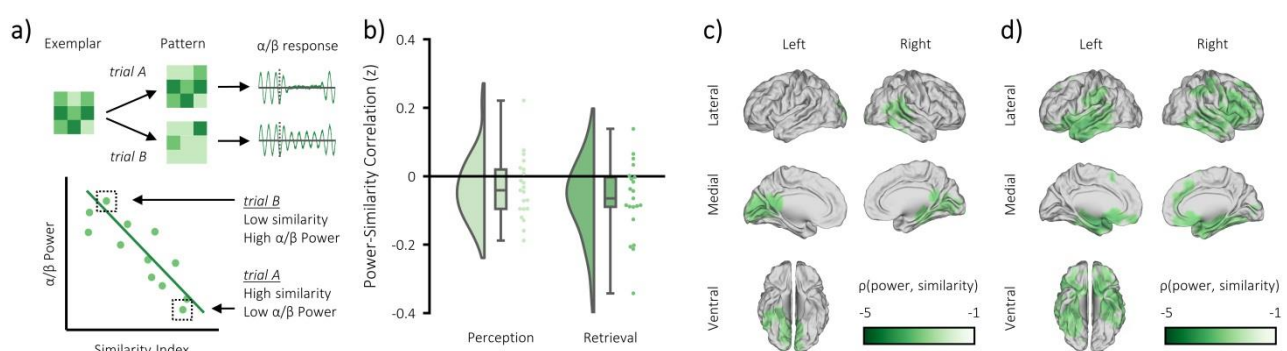 a)
Exemplar
Pattern
α/β response
trial A
trial B
α/β Power
trial B
Low similarity
High α/β Power
trial A
High similarity
Low α/β Power
Similarity Index
b)
Power-Similarity Correlation (z)
0.4
0.2
0
-0.2
-0.4
Perception
Retrieval
c)
Left
Right
Lateral
Medial
Ventral
ρ(power, similarity)
-5
-1
d)
Left
Right
Lateral
Medial
Ventral
ρ(power, similarity)
-5
-1